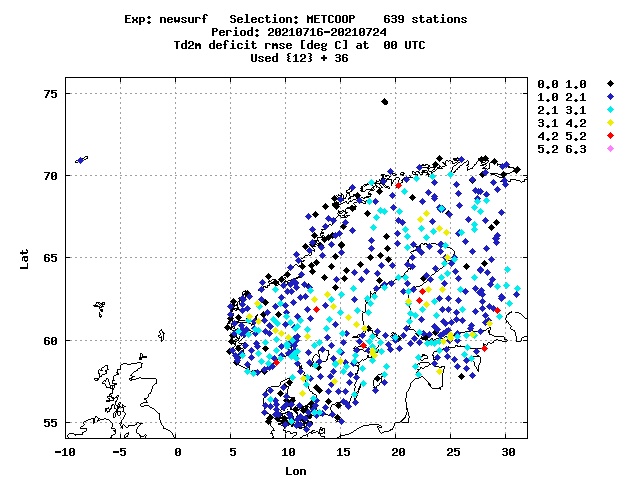 Exp: newsurf Selection: METCOOP 639 stations
Period: 20210716-20210724
Td2m deficit rmse [deg C] at 00 UTC
Used {12} + 36
0.0 1.0
1.0 2.1
2.1 3.1
3.1 4.2
4.2 5.2
5.2 6.3
75
70
65
60
55
Lat
-10 -5 0 5 10 15 20 25 30
Lon